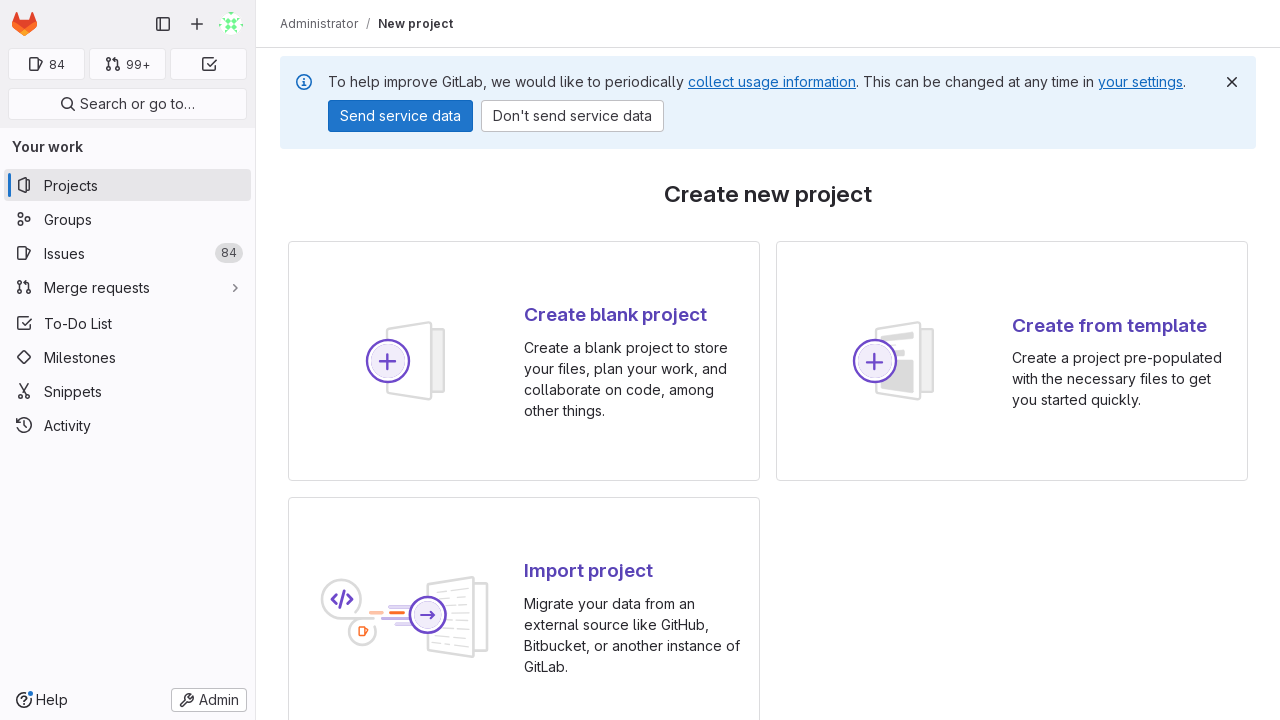 Administrator / New project
84
99+
Search or go to…
Your work
Projects
Groups
Issues 84
Merge requests
To-Do List
Milestones
Snippets
Activity
Help
Admin
To help improve GitLab, we would like to periodically collect usage information. This can be changed at any time in your settings.
Send service data
Don't send service data
Create new project
Create blank project
Create a blank project to store
your files, plan your work, and
collaborate on code, among
other things.
Create from template
Create a project pre-populated
with the necessary files to get
you started quickly.
Import project
Migrate your data from an
external source like GitHub,
Bitbucket, or another instance of
GitLab.